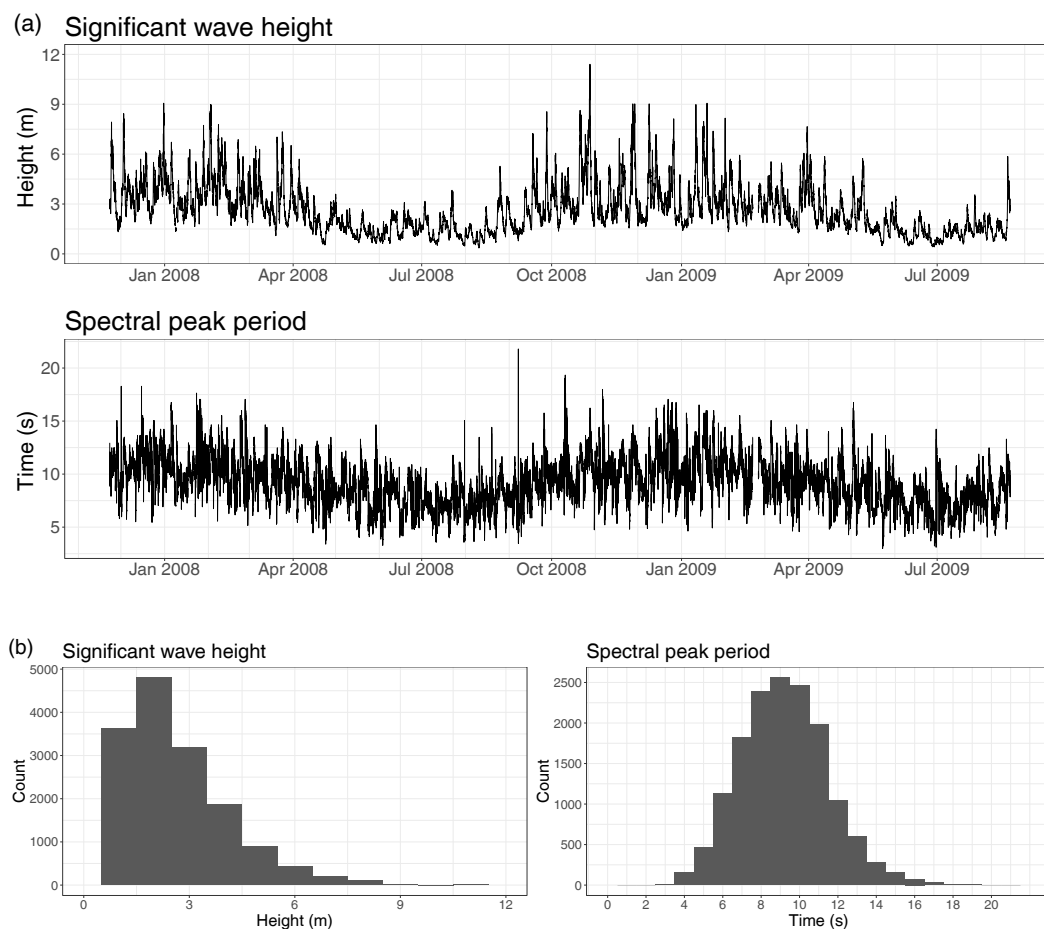 (a) Significant wave height
12
9
6
3
0
Height (m)
Jan 2008 Apr 2008 Jul 2008 Oct 2008 Jan 2009 Apr 2009 Jul 2009
Spectral peak period
20
15
10
5
Time (s)
Jan 2008 Apr 2008 Jul 2008 Oct 2008 Jan 2009 Apr 2009 Jul 2009
(b) Significant wave height
5000
4000
3000
2000
1000
0
Count
0 3 6 9 12
Height (m)
Spectral peak period
2500
2000
1500
1000
500
0
Count
0 2 4 6 8 10 12 14 16 18 20
Time (s)